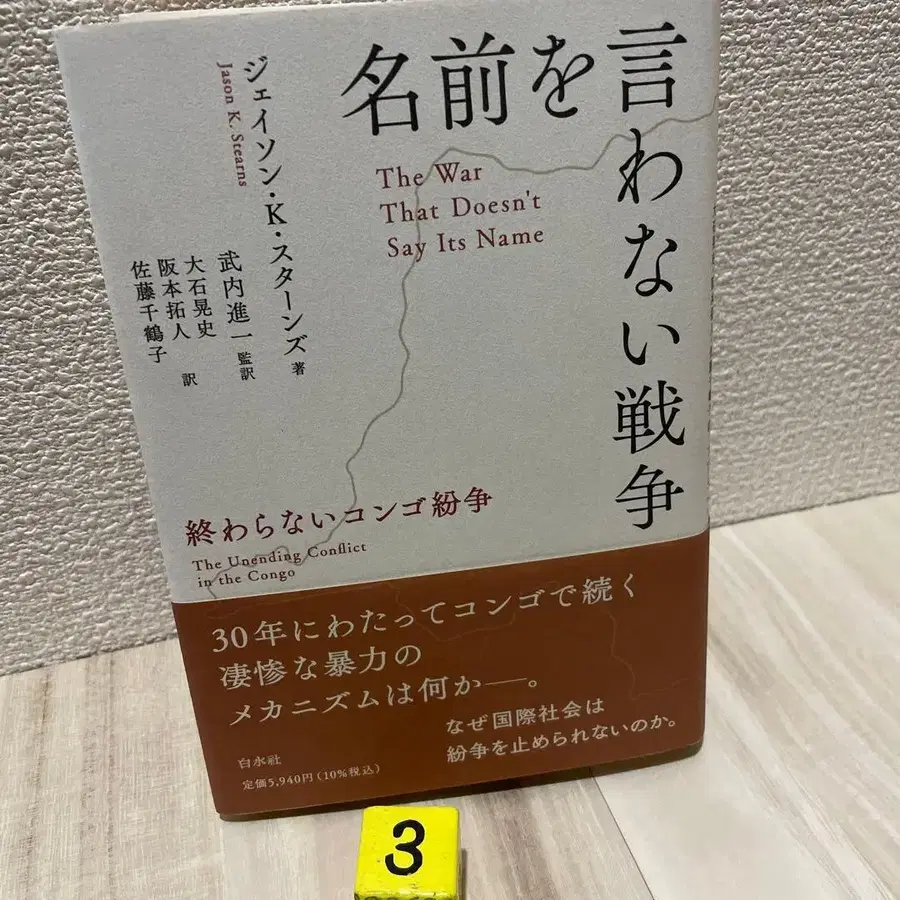 名前を言わない戦争
The War
That Doesn't
Say Its Name
ジェイソン・K・スターンズ 著
Jason K. Stearns
武内進一 監訳
大石晃史
阪本拓人
佐藤千鶴子 訳
終わらないコンゴ紛争
The Unending Conflict
in the Congo
30年にわたってコンゴで続く
凄惨な暴力の
メカニズムは何か――。
なぜ国際社会は
紛争を止められないのか。
白水社
定価5,940円(10%税込)
3